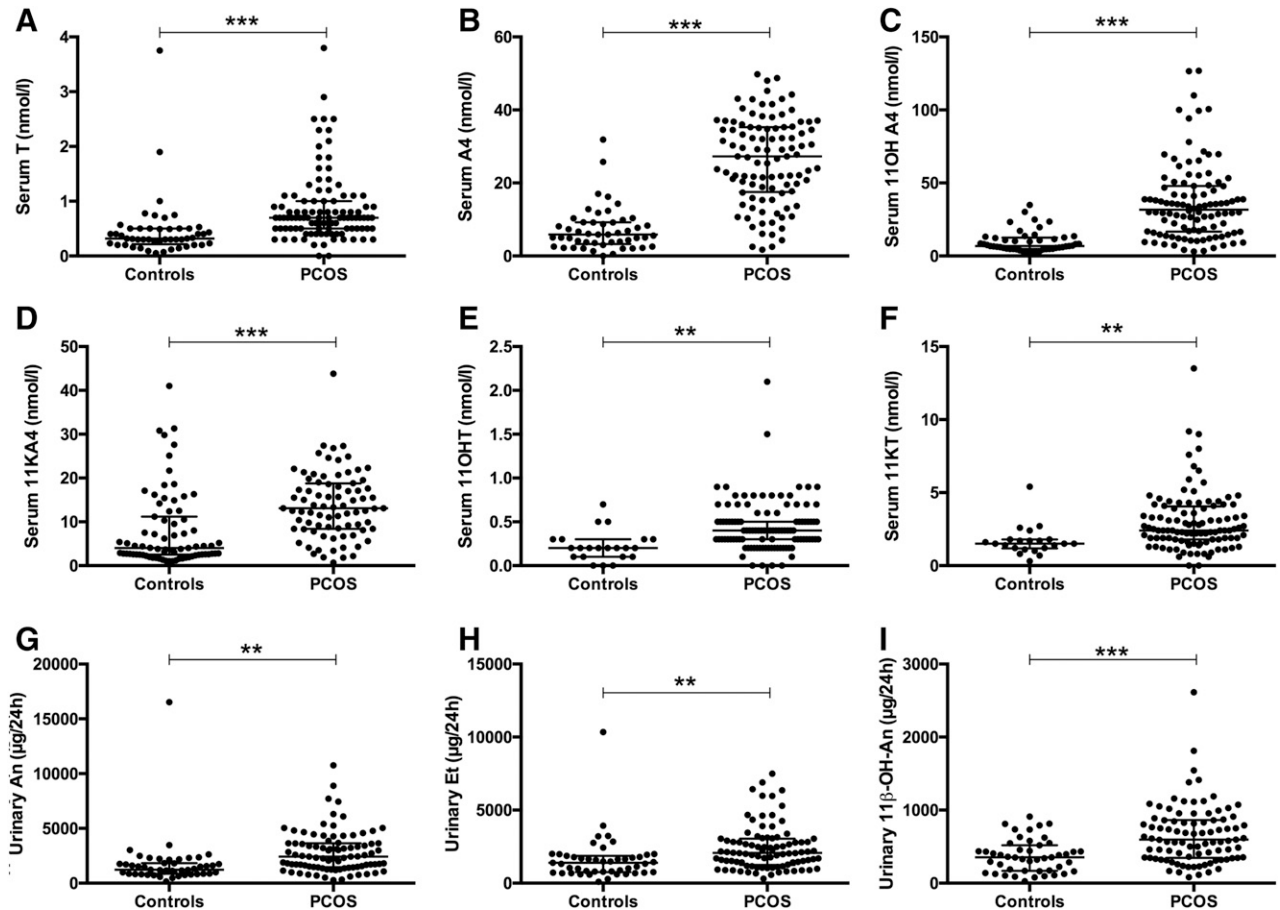 A
***
Serum T (nmol/l)
4
3
2
1
0
Controls PCOS
B
***
Serum A4 (nmol/l)
60
40
20
0
Controls PCOS
C
***
Serum 11OH A4 (nmol/l)
150
100
50
0
Controls PCOS
D
***
Serum 11KA4 (nmol/l)
50
40
30
20
10
0
Controls PCOS
E
**
Serum 11OHT (nmol/l)
2.5
2.0
1.5
1.0
0.5
0.0
Controls PCOS
F
**
Serum 11KT (nmol/l)
15
10
5
0
Controls PCOS
G
**
Urinary An (µg/24h)
20000
15000
10000
5000
0
Controls PCOS
H
**
Urinary Et (µg/24h)
15000
10000
5000
0
Controls PCOS
I
***
Urinary 11β-OH-An (µg/24h)
3000
2000
1000
0
Controls PCOS